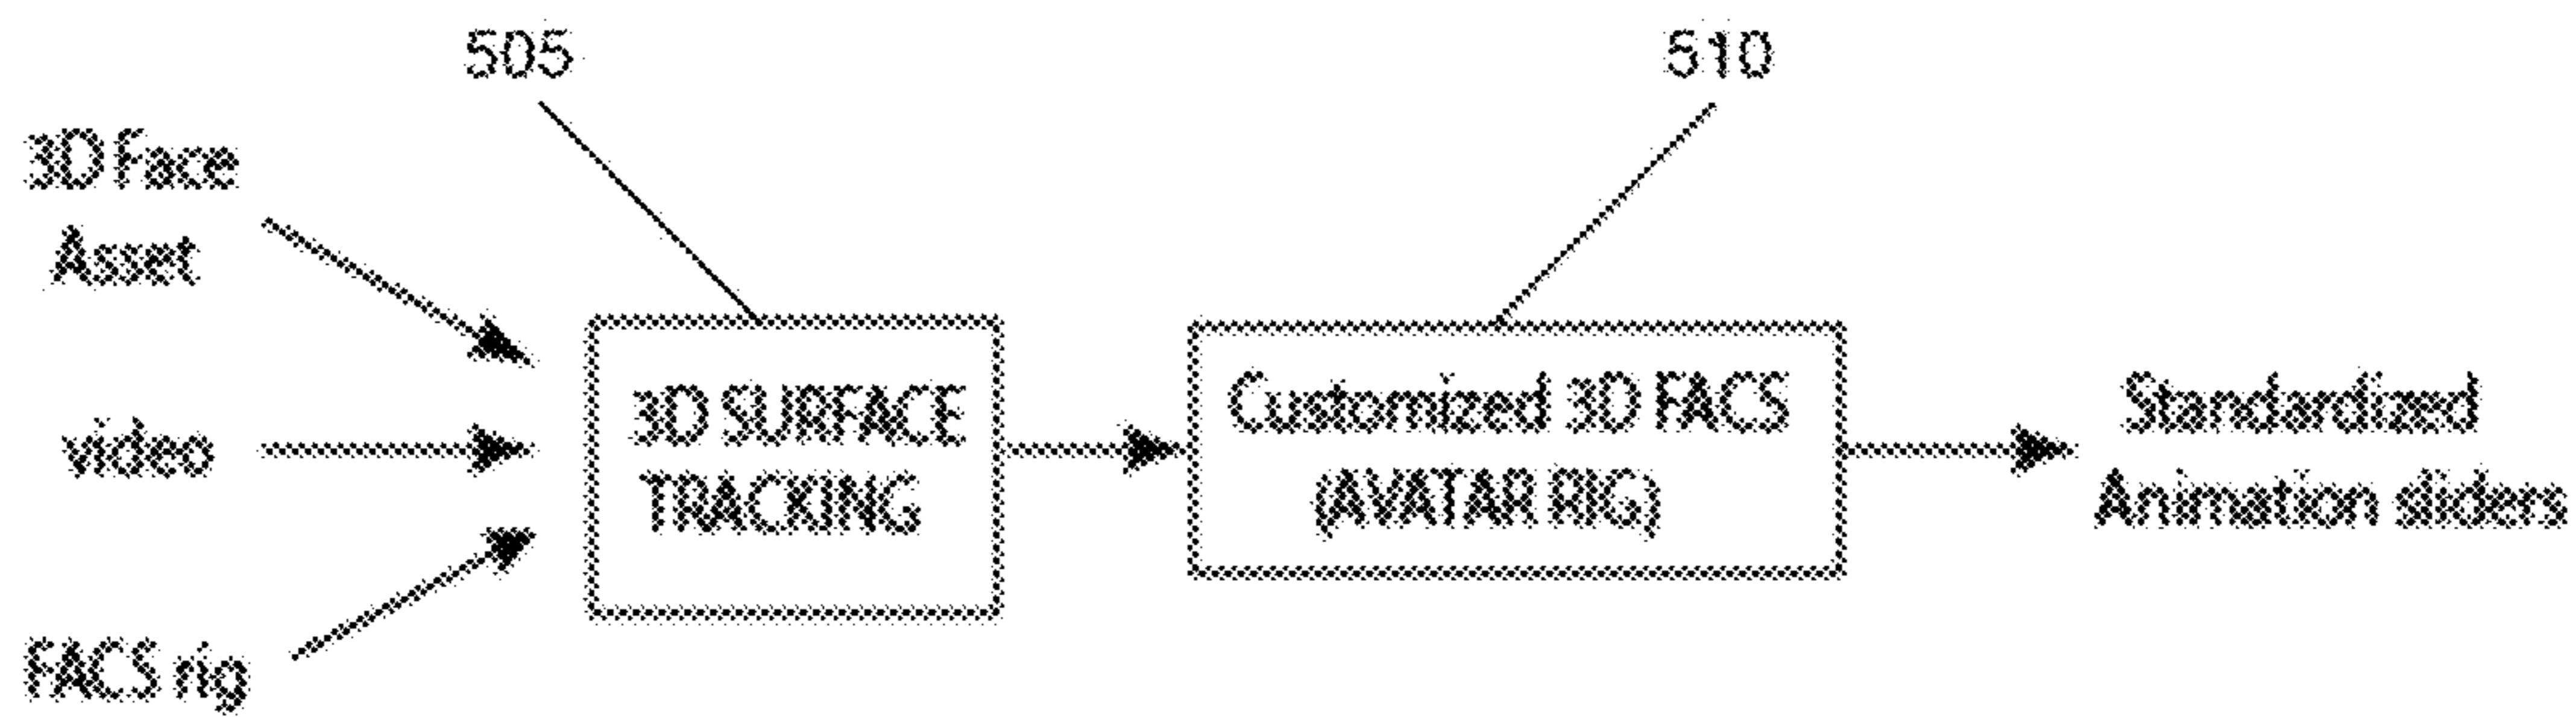 505
510
3D Face
Asset
video
FACS rig
3D SURFACE
TRACKING
Customized 3D FACS
(AVATAR RIG)
Standardized
Animation sliders